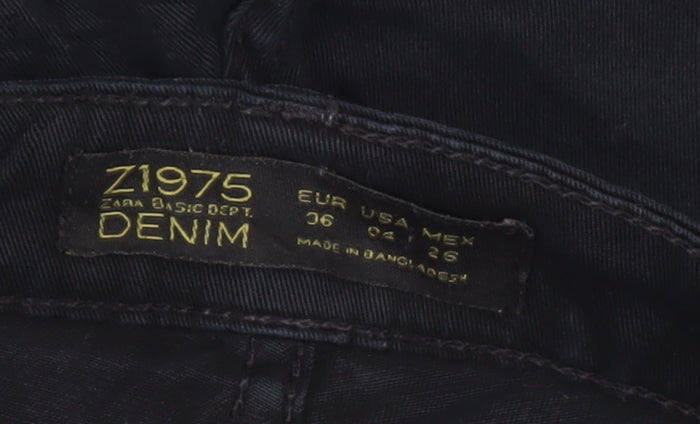 Z1975
ZARA BASIC DEPT.
DENIM
EUR USA MEX
36 04 26
MADE IN BANGLADESH